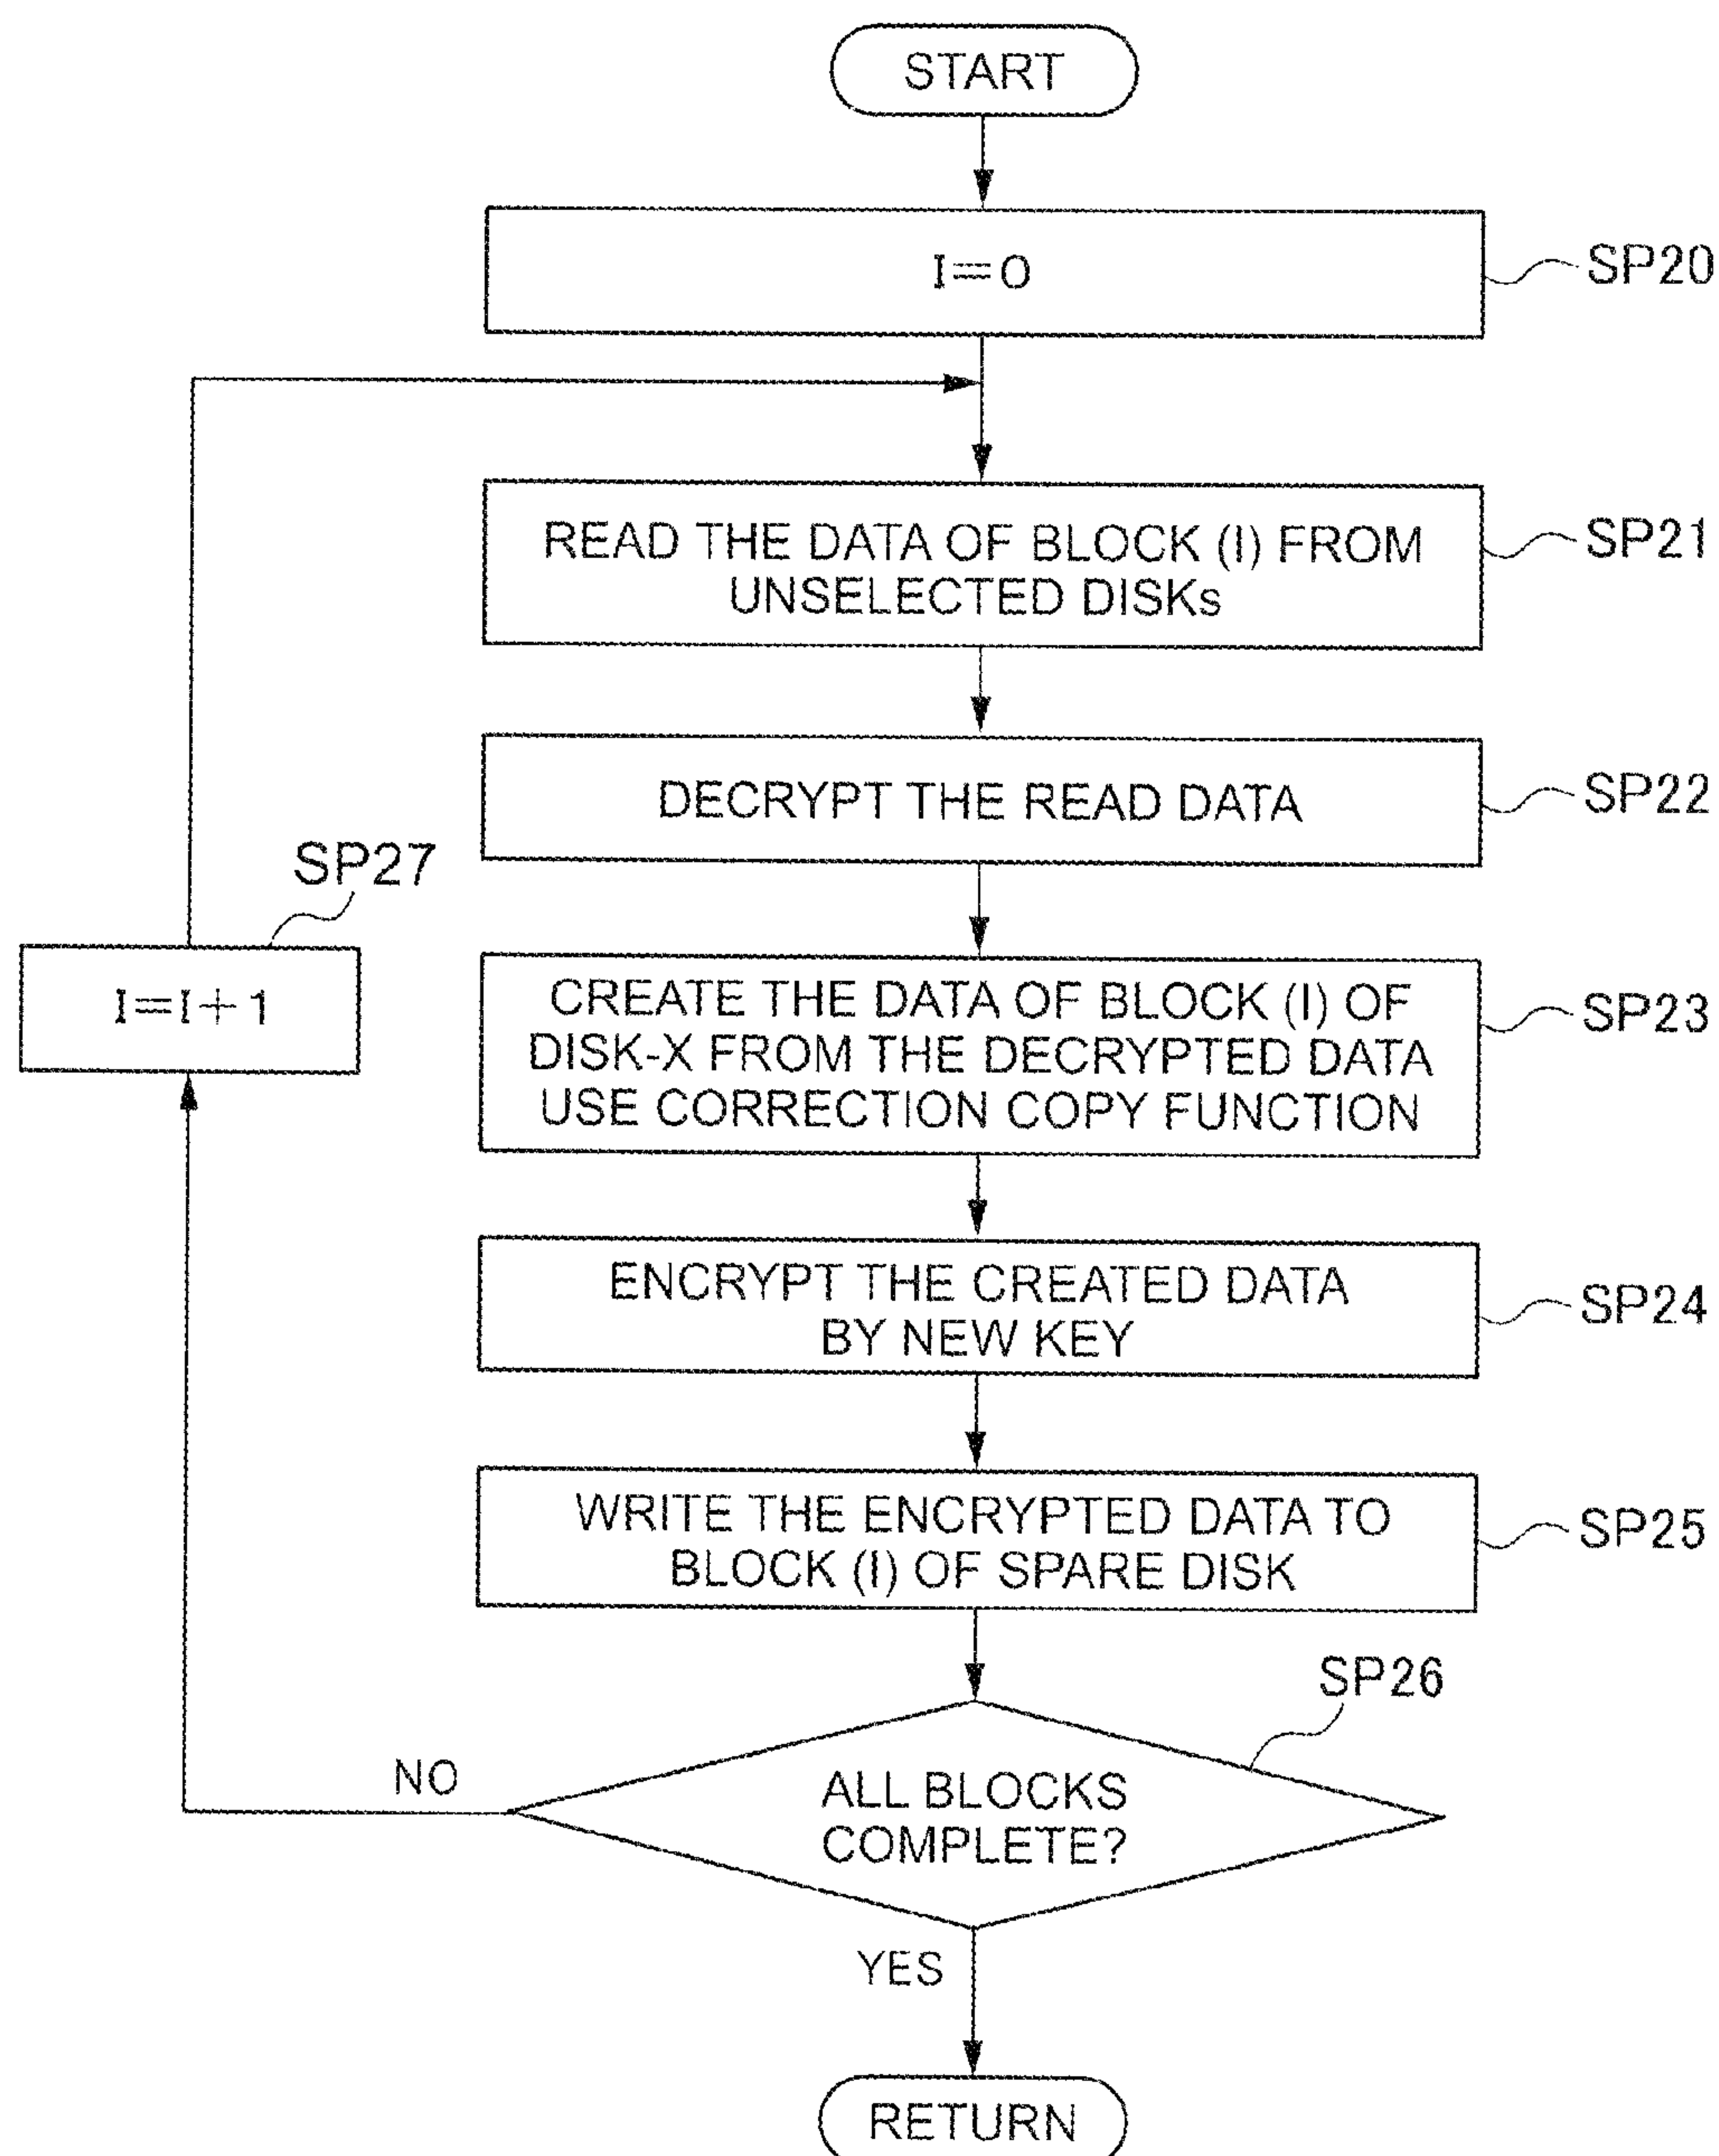 START
I=0
SP20
READ THE DATA OF BLOCK (I) FROM
UNSELECTED DISKs
SP21
DECRYPT THE READ DATA
SP22
SP27
I=I+1
CREATE THE DATA OF BLOCK (I) OF
DISK-X FROM THE DECRYPTED DATA
USE CORRECTION COPY FUNCTION
SP23
ENCRYPT THE CREATED DATA
BY NEW KEY
SP24
WRITE THE ENCRYPTED DATA TO
BLOCK (I) OF SPARE DISK
SP25
SP26
NO
ALL BLOCKS
COMPLETE?
YES
RETURN